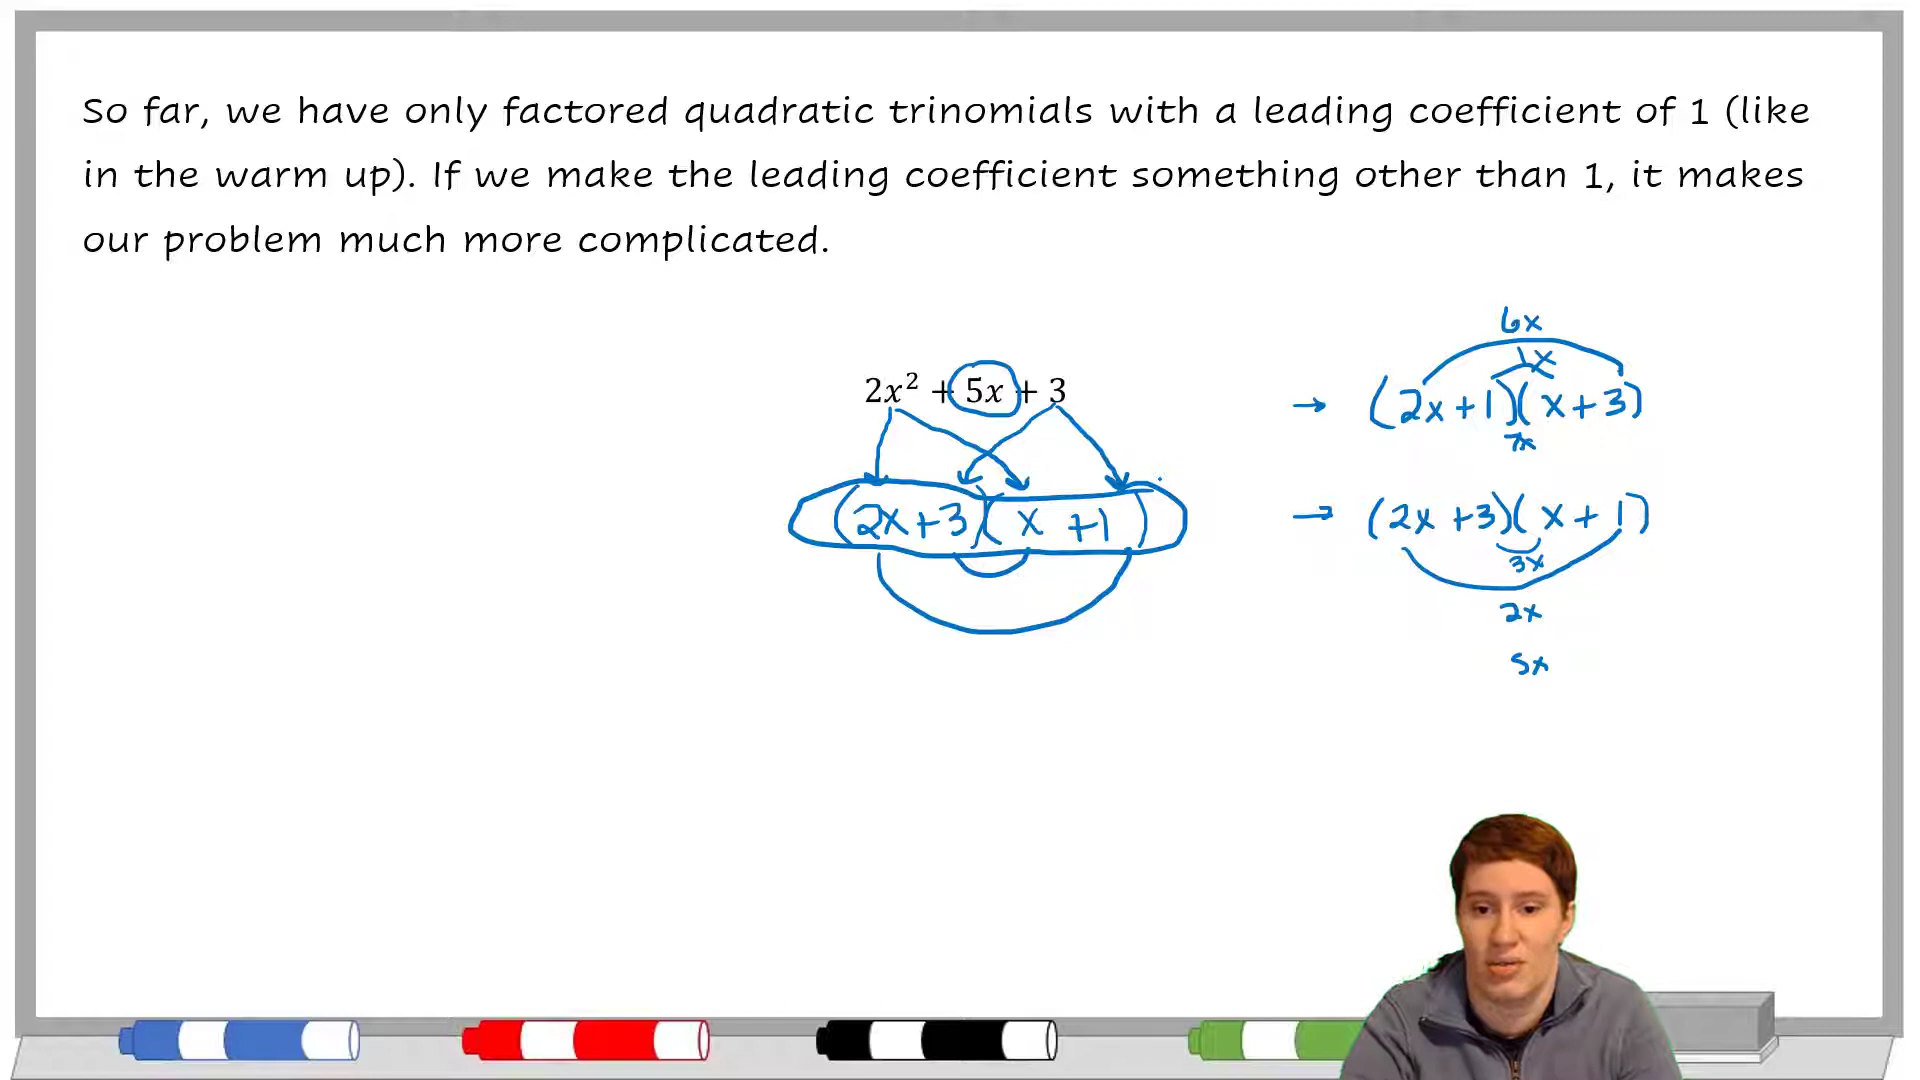 So far, we have only factored quadratic trinomials with a leading coefficient of 1 (like
in the warm up). If we make the leading coefficient something other than 1, it makes
our problem much more complicated.
2x² + 5x + 3
(2x+3)(x +1)
6x
1x
→ (2x+1)(x+3)
7x
→ (2x +3)(x + 1)
3x
2x
5x